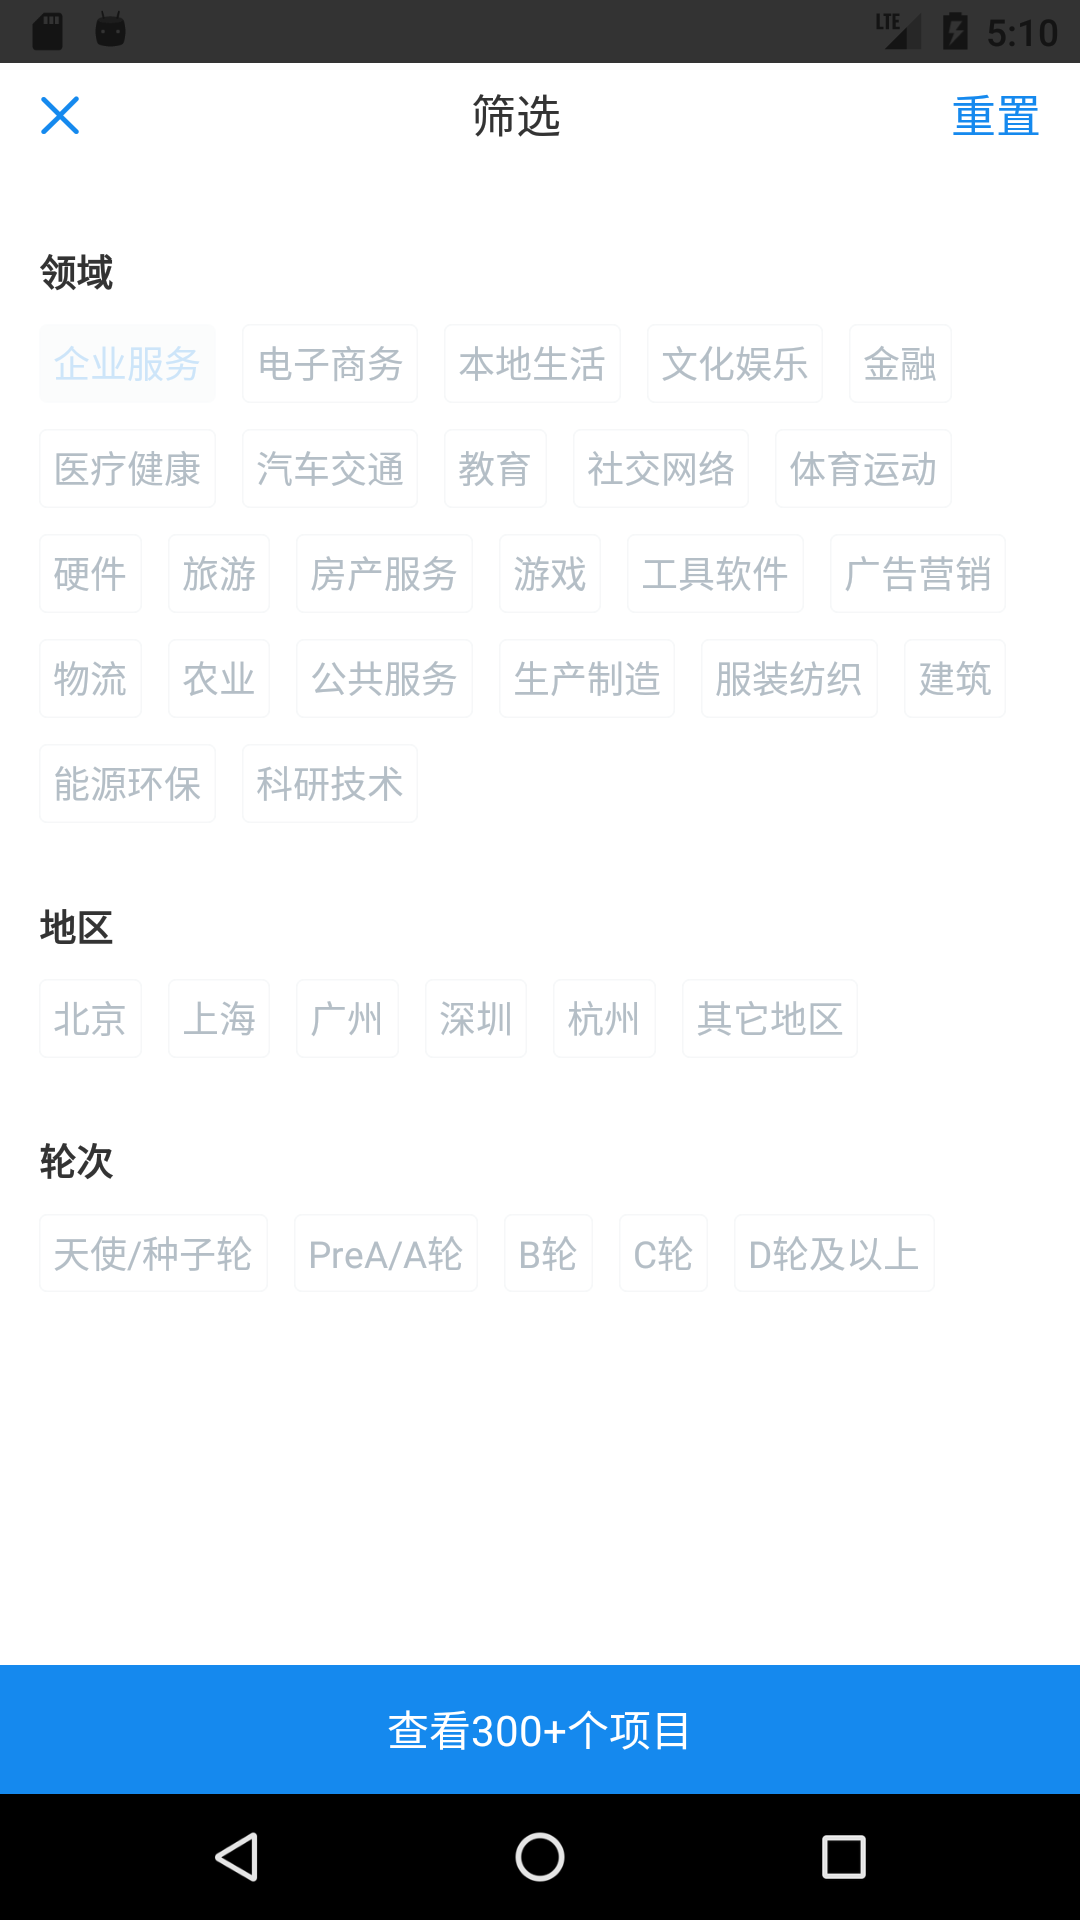 LTE 5:10
筛选 重置
领域
企业服务 电子商务 本地生活 文化娱乐 金融
医疗健康 汽车交通 教育 社交网络 体育运动
硬件 旅游 房产服务 游戏 工具软件 广告营销
物流 农业 公共服务 生产制造 服装纺织 建筑
能源环保 科研技术
地区
北京 上海 广州 深圳 杭州 其它地区
轮次
天使/种子轮 PreA/A轮 B轮 C轮 D轮及以上
查看300+个项目